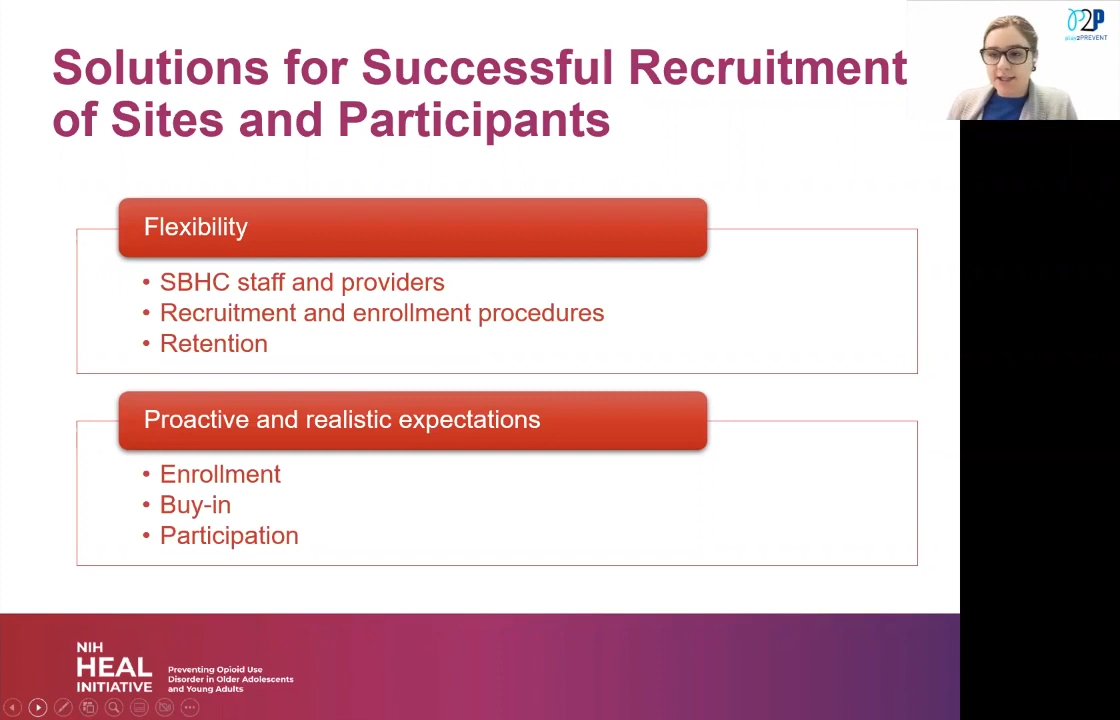 Solutions for Successful Recruitment
of Sites and Participants
P2P
play2PREVENT
Flexibility
• SBHC staff and providers
• Recruitment and enrollment procedures
• Retention
Proactive and realistic expectations
• Enrollment
• Buy-in
• Participation
NIH
HEAL
INITIATIVE
Preventing Opioid Use
Disorder in Older Adolescents
and Young Adults